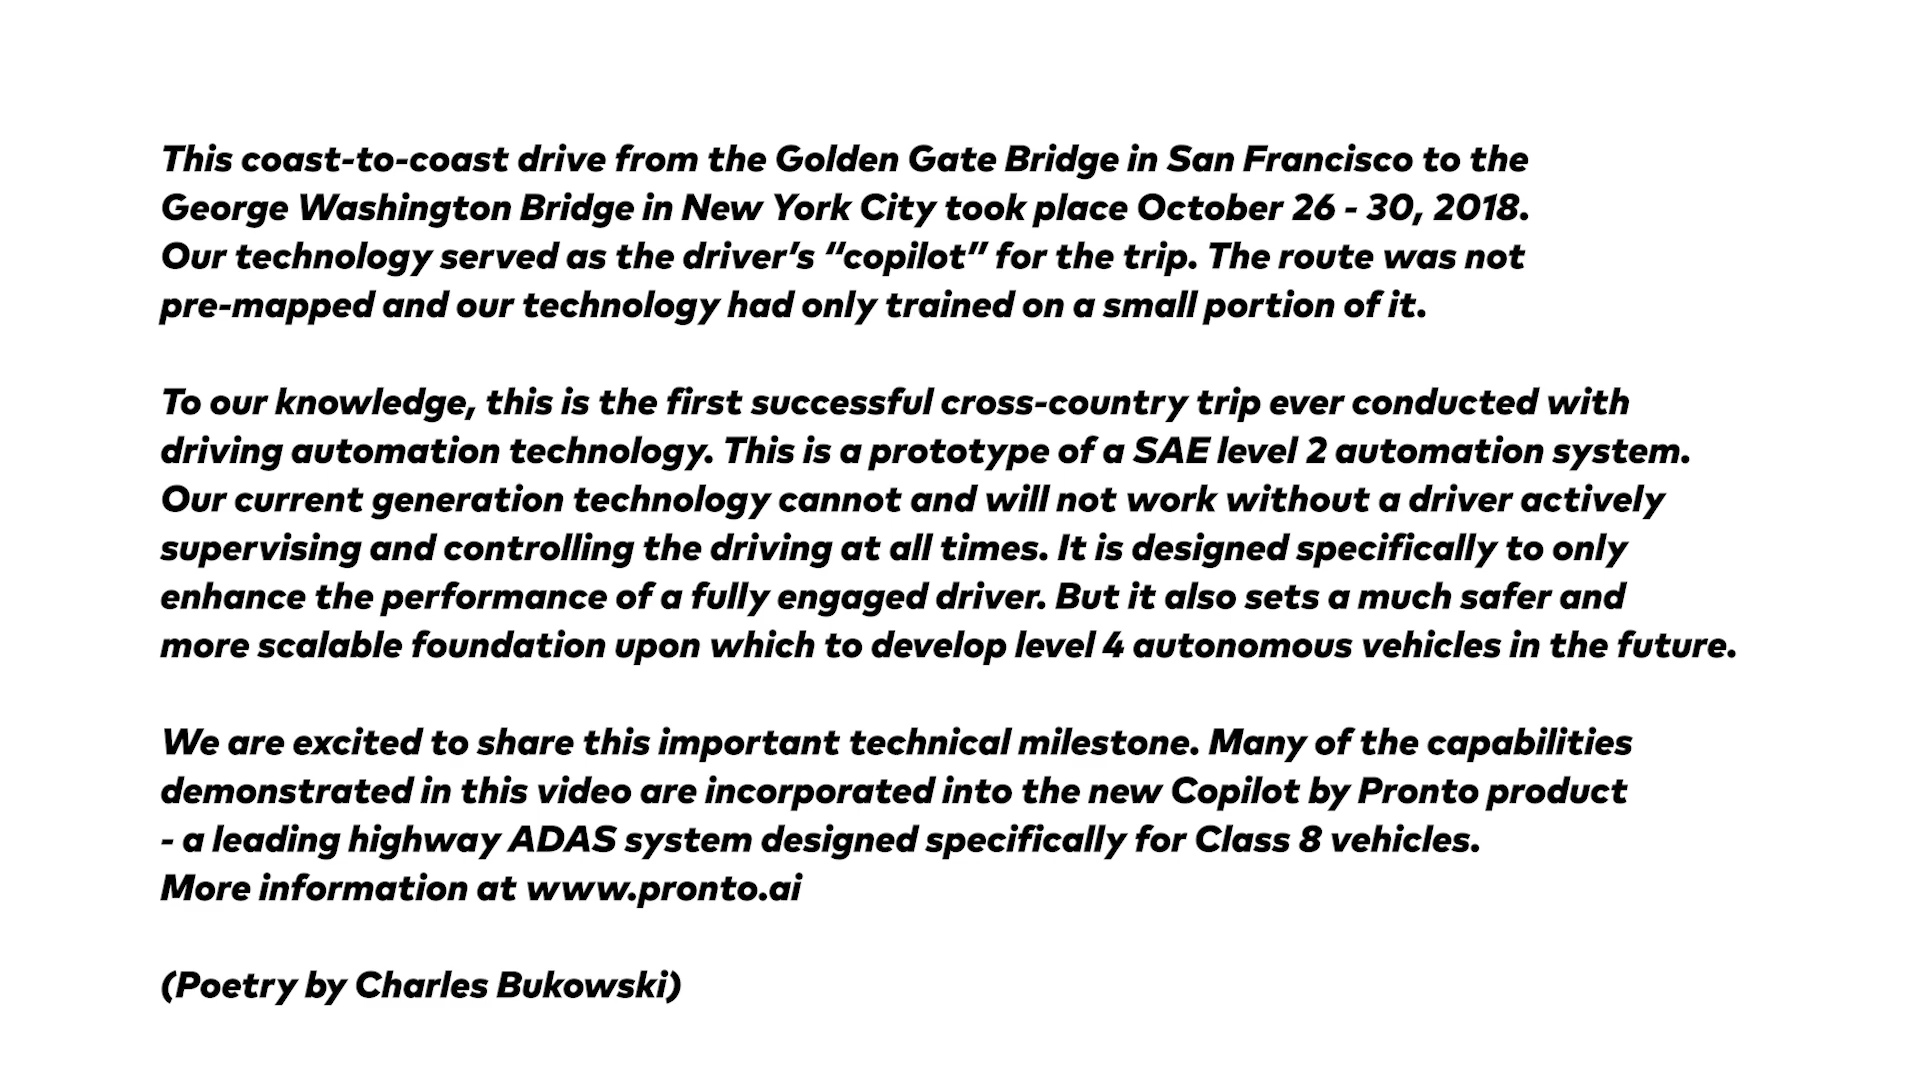 This coast-to-coast drive from the Golden Gate Bridge in San Francisco to the
George Washington Bridge in New York City took place October 26 - 30, 2018.
Our technology served as the driver’s “copilot” for the trip. The route was not
pre-mapped and our technology had only trained on a small portion of it.
To our knowledge, this is the first successful cross-country trip ever conducted with
driving automation technology. This is a prototype of a SAE level 2 automation system.
Our current generation technology cannot and will not work without a driver actively
supervising and controlling the driving at all times. It is designed specifically to only
enhance the performance of a fully engaged driver. But it also sets a much safer and
more scalable foundation upon which to develop level 4 autonomous vehicles in the future.
We are excited to share this important technical milestone. Many of the capabilities
demonstrated in this video are incorporated into the new Copilot by Pronto product
- a leading highway ADAS system designed specifically for Class 8 vehicles.
More information at www.pronto.ai
(Poetry by Charles Bukowski)